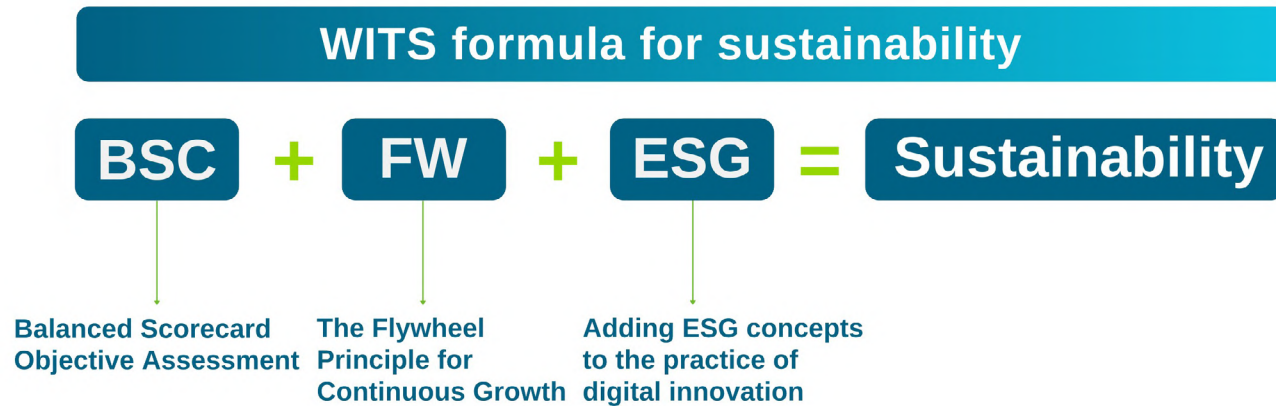 WITS formula for sustainability
BSC + FW + ESG = Sustainability
Balanced Scorecard
Objective Assessment
The Flywheel
Principle for
Continuous Growth
Adding ESG concepts
to the practice of
digital innovation